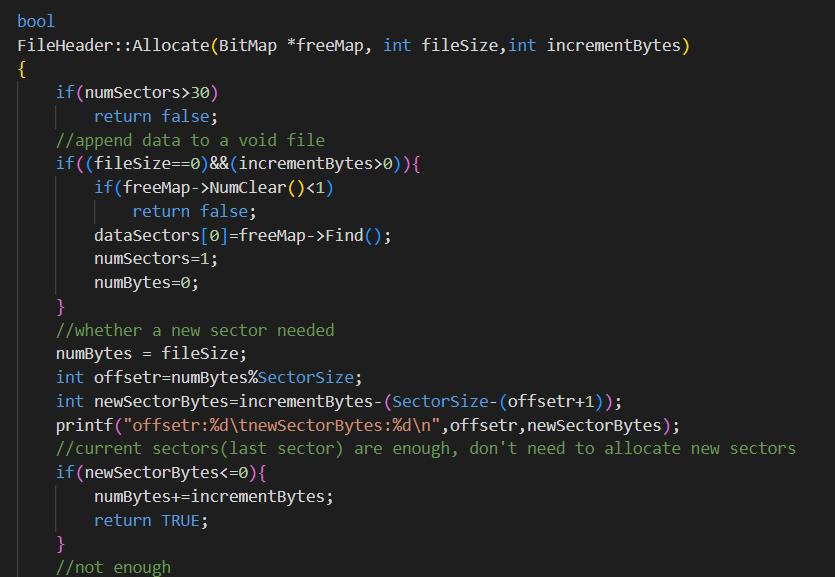 bool
FileHeader::Allocate(BitMap *freeMap, int fileSize,int incrementBytes)
{
    if(numSectors>30)
        return false;
    //append data to a void file
    if((fileSize==0)&&(incrementBytes>0)){
        if(freeMap->NumClear()<1)
            return false;
        dataSectors[0]=freeMap->Find();
        numSectors=1;
        numBytes=0;
    }
    //whether a new sector needed
    numBytes = fileSize;
    int offsetr=numBytes%SectorSize;
    int newSectorBytes=incrementBytes-(SectorSize-(offsetr+1));
    printf("offsetr:%d\tnewSectorBytes:%d\n",offsetr,newSectorBytes);
    //current sectors(last sector) are enough, don't need to allocate new sectors
    if(newSectorBytes<=0){
        numBytes+=incrementBytes;
        return TRUE;
    }
    //not enough